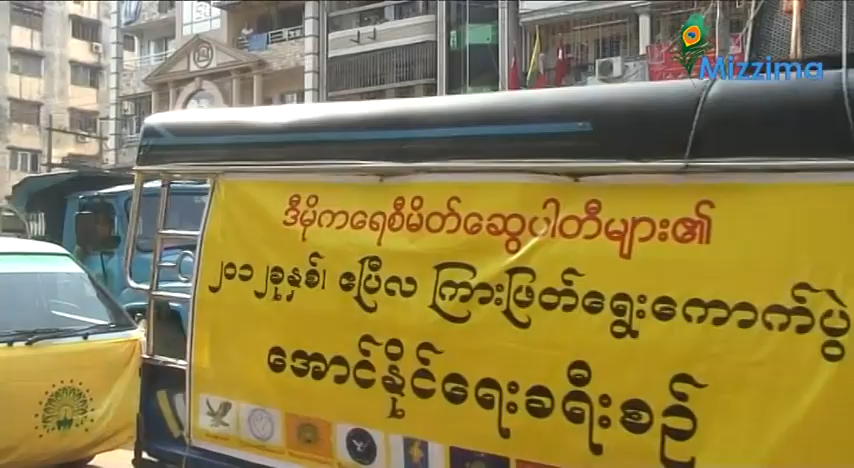 Mizzima
ဒီမိုကရေစီမိတ်ဆွေပါတီများ၏
၂၀၁၂ခုနှစ်၊ ဧပြီလ ကြားဖြတ်ရွေးကောက်ပွဲ
အောင်နိုင်ရေးခရီးစဉ်